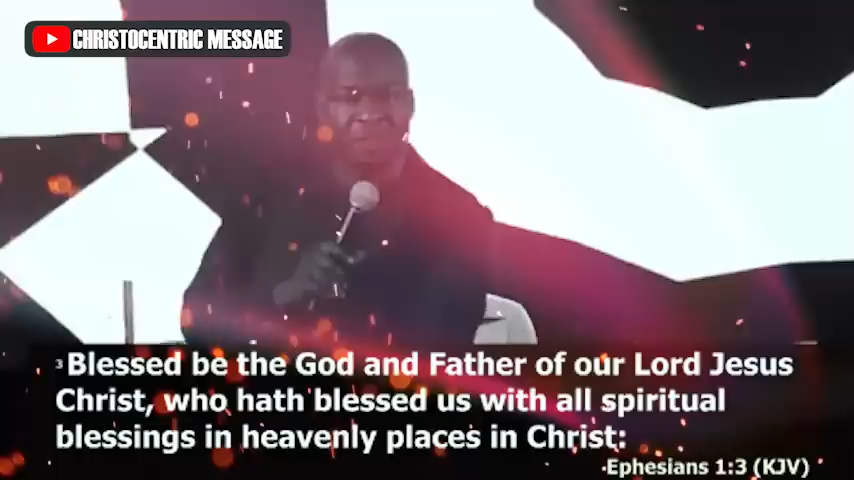 CHRISTOCENTRIC MESSAGE
3 Blessed be the God and Father of our Lord Jesus
Christ, who hath blessed us with all spiritual
blessings in heavenly places in Christ:
-Ephesians 1:3 (KJV)